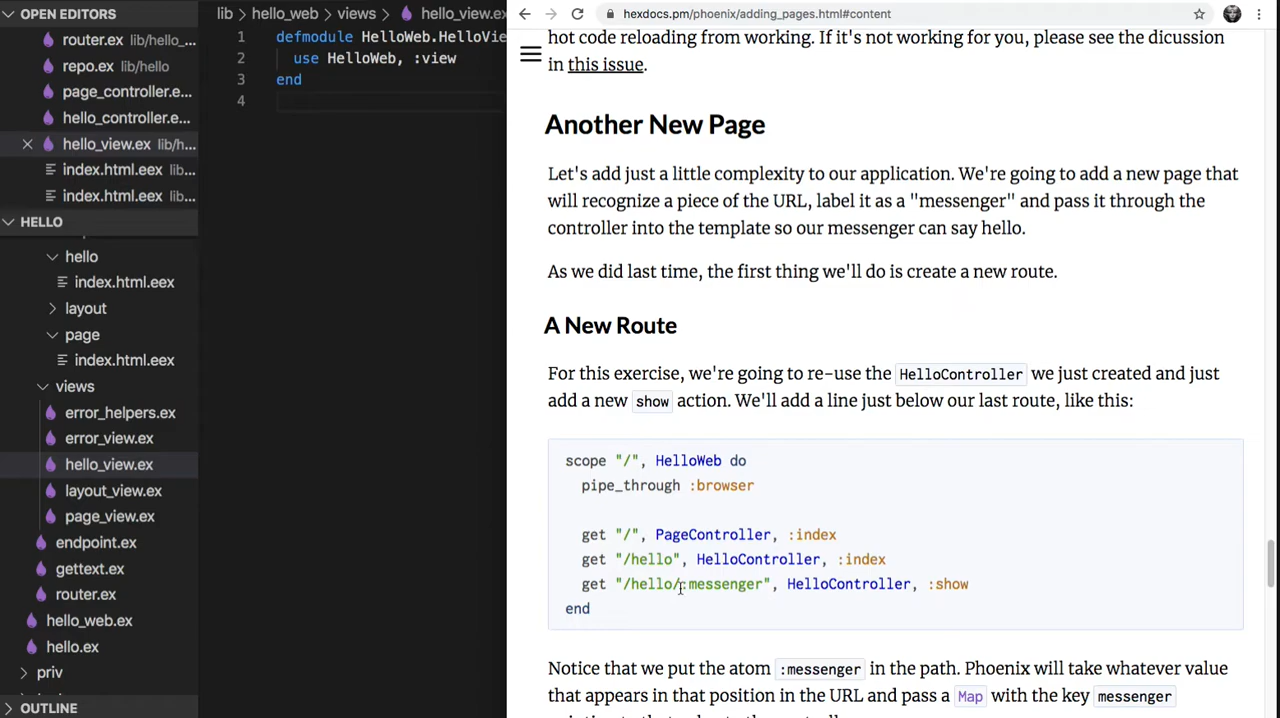 OPEN EDITORS
router.ex lib/hello_...
repo.ex lib/hello
page_controller.e...
hello_controller.e...
hello_view.ex lib/h...
index.html.eex lib...
index.html.eex lib...
HELLO
hello
index.html.eex
layout
page
index.html.eex
views
error_helpers.ex
error_view.ex
hello_view.ex
layout_view.ex
page_view.ex
endpoint.ex
gettext.ex
router.ex
hello_web.ex
hello.ex
priv
OUTLINE
lib > hello_web > views > hello_view.ex
1 defmodule HelloWeb.HelloVie
2 use HelloWeb, :view
3 end
4
hexdocs.pm/phoenix/adding_pages.html#content
hot code reloading from working. If it's not working for you, please see the dicussion
in this issue.
Another New Page
Let's add just a little complexity to our application. We're going to add a new page that
will recognize a piece of the URL, label it as a "messenger" and pass it through the
controller into the template so our messenger can say hello.
As we did last time, the first thing we'll do is create a new route.
A New Route
For this exercise, we're going to re-use the HelloController we just created and just
add a new show action. We'll add a line just below our last route, like this:
scope "/", HelloWeb do
pipe_through :browser
get "/", PageController, :index
get "/hello", HelloController, :index
get "/hello/:messenger", HelloController, :show
end
Notice that we put the atom :messenger in the path. Phoenix will take whatever value
that appears in that position in the URL and pass a Map with the key messenger